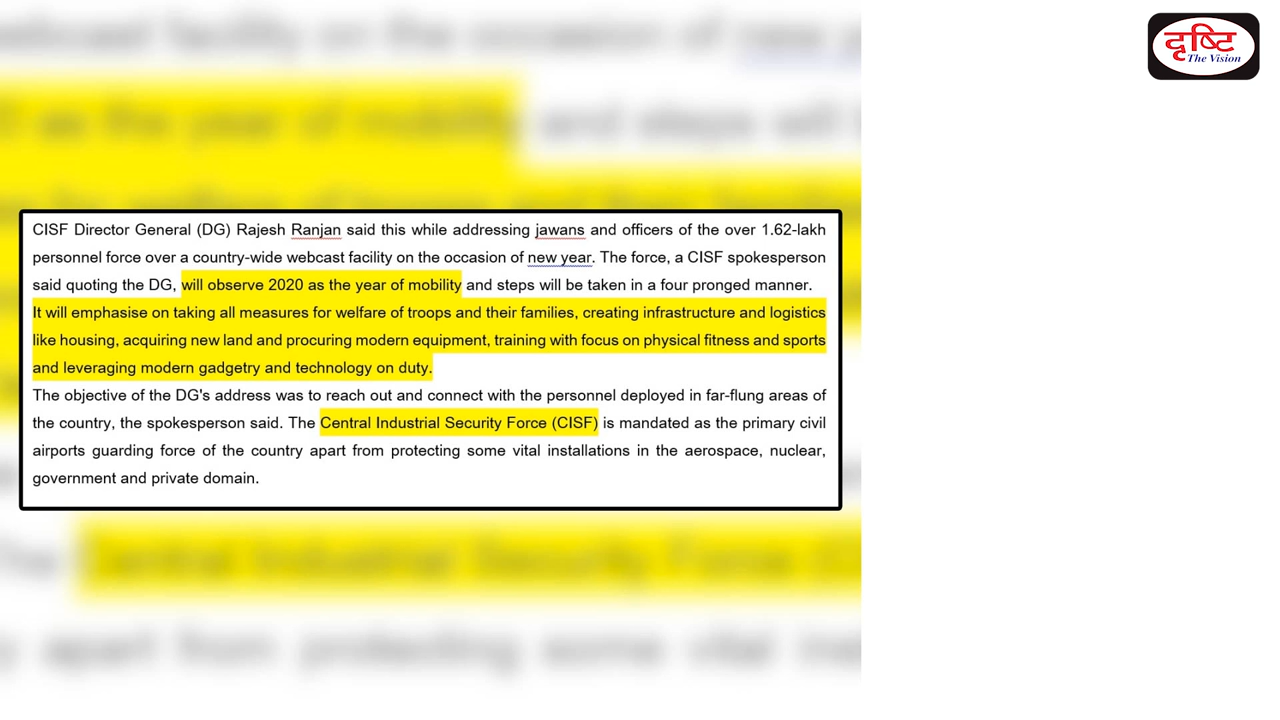 दृष्टि
The Vision
CISF Director General (DG) Rajesh Ranjan said this while addressing jawans and officers of the over 1.62-lakh
personnel force over a country-wide webcast facility on the occasion of new year. The force, a CISF spokesperson
said quoting the DG, will observe 2020 as the year of mobility and steps will be taken in a four pronged manner.
It will emphasise on taking all measures for welfare of troops and their families, creating infrastructure and logistics
like housing, acquiring new land and procuring modern equipment, training with focus on physical fitness and sports
and leveraging modern gadgetry and technology on duty.
The objective of the DG's address was to reach out and connect with the personnel deployed in far-flung areas of
the country, the spokesperson said. The Central Industrial Security Force (CISF) is mandated as the primary civil
airports guarding force of the country apart from protecting some vital installations in the aerospace, nuclear,
government and private domain.